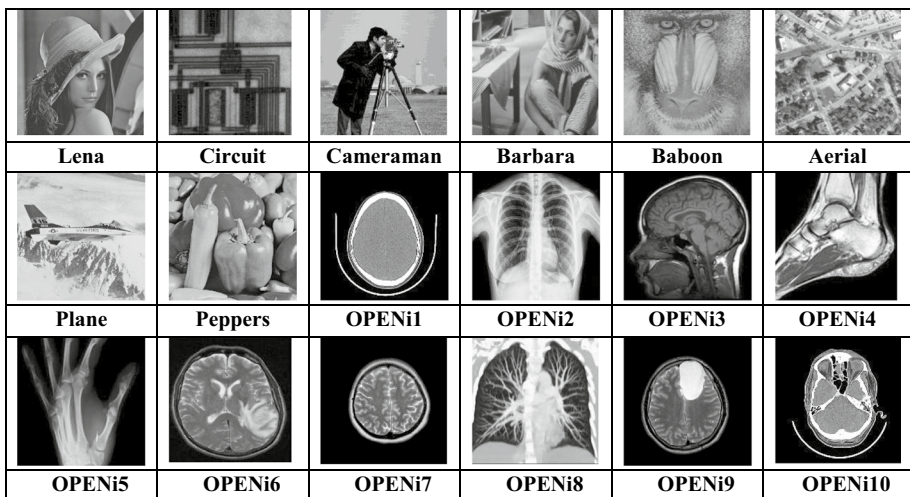 Lena Circuit Cameraman Barbara Baboon Aerial
Plane Peppers OPENi1 OPENi2 OPENi3 OPENi4
OPENi5 OPENi6 OPENi7 OPENi8 OPENi9 OPENi10